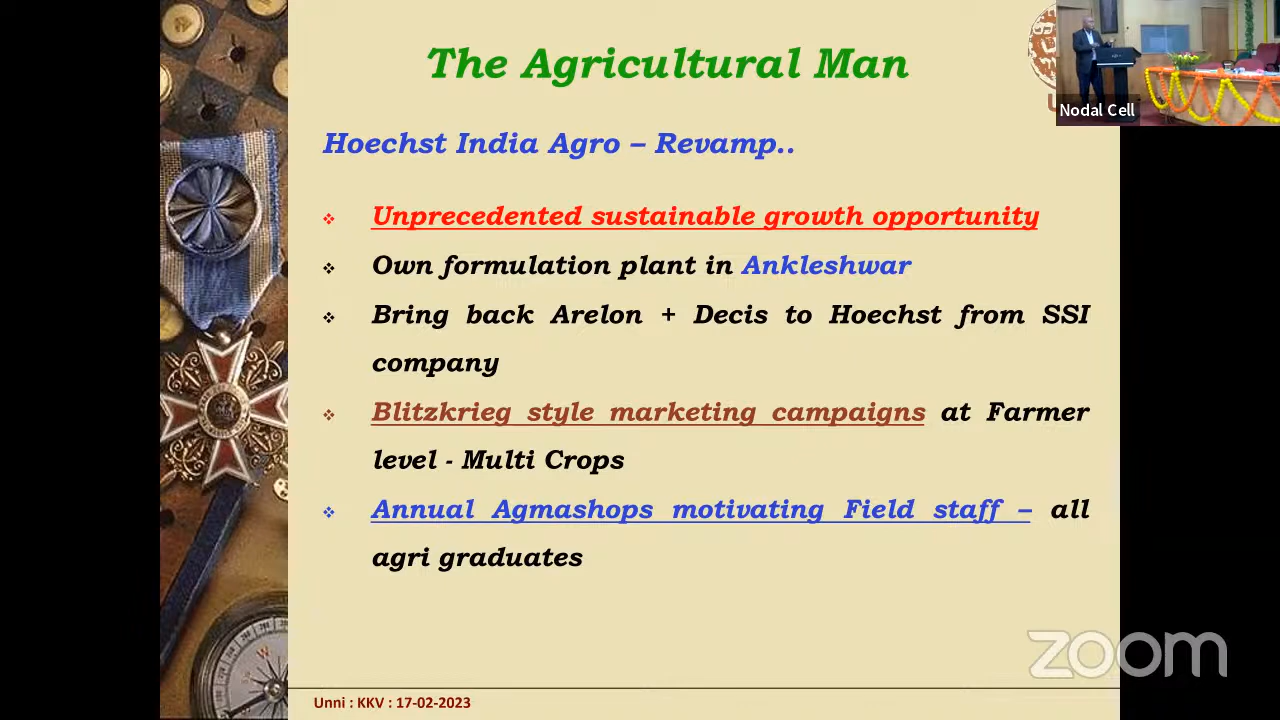 The Agricultural Man
Nodal Cell
Hoechst India Agro – Revamp..
❖ Unprecedented sustainable growth opportunity
❖ Own formulation plant in Ankleshwar
❖ Bring back Arelon + Decis to Hoechst from SSI
company
❖ Blitzkrieg style marketing campaigns at Farmer
level - Multi Crops
❖ Annual Agmashops motivating Field staff – all
agri graduates
zoom
Unni : KKV : 17-02-2023